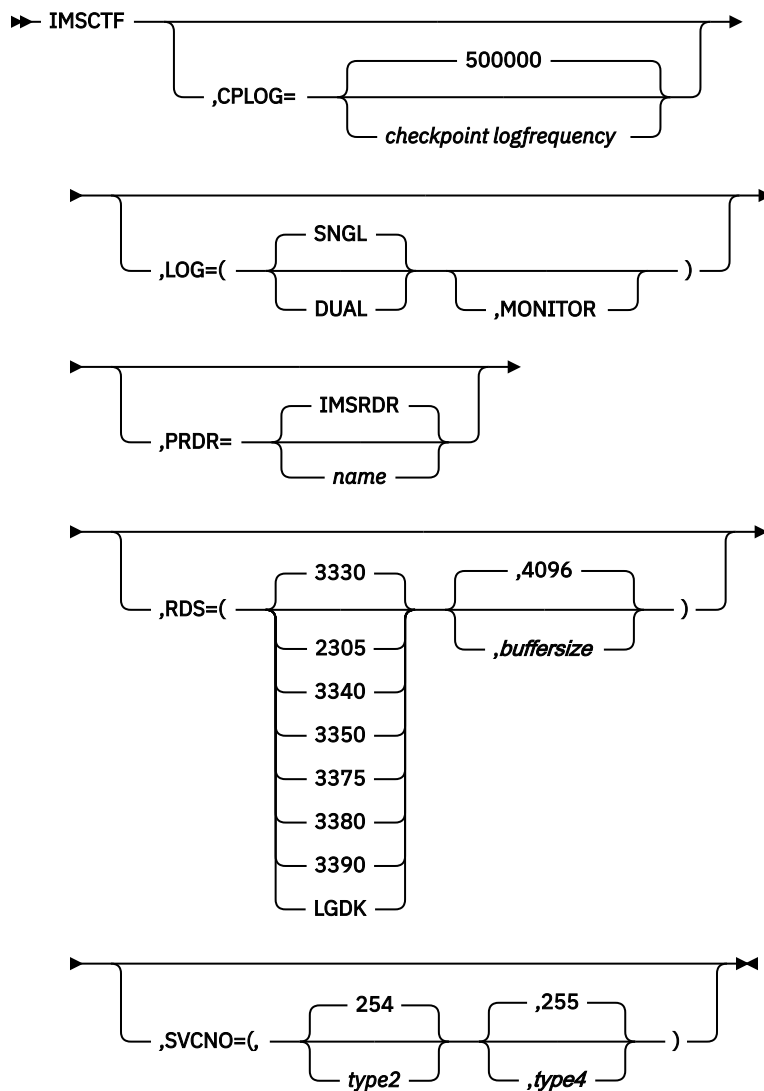 IMSCTF
500000
,CPLOG=
checkpoint logfrequency
SNGL
,LOG=( )
DUAL ,MONITOR
IMSRDR
,PRDR=
name
3330 ,4096
,RDS=( )
2305 ,buffersize
3340
3350
3375
3380
3390
LGDK
254 ,255
,SVCNO=(, )
type2 ,type4